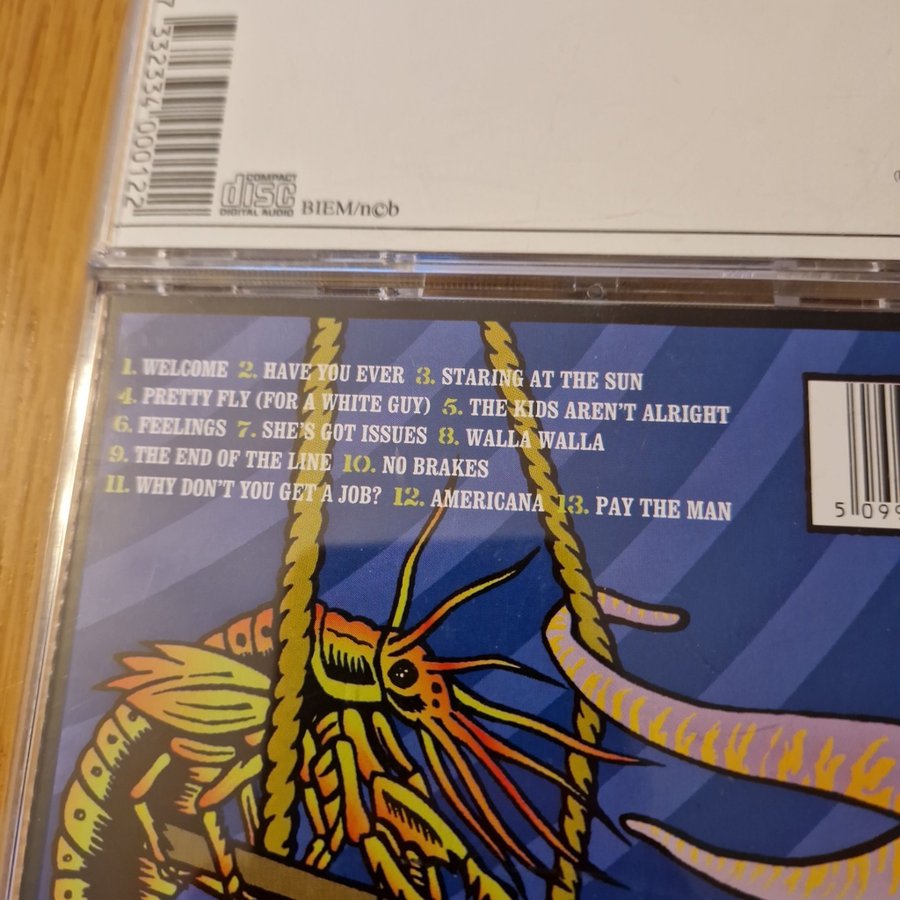 7 332334 000122
COMPACT
disc
DIGITAL AUDIO
BIEM/n©b
1. WELCOME 2. HAVE YOU EVER 3. STARING AT THE SUN
4. PRETTY FLY (FOR A WHITE GUY) 5. THE KIDS AREN'T ALRIGHT
6. FEELINGS 7. SHE'S GOT ISSUES 8. WALLA WALLA
9. THE END OF THE LINE 10. NO BRAKES
11. WHY DON'T YOU GET A JOB? 12. AMERICANA 13. PAY THE MAN
5 099